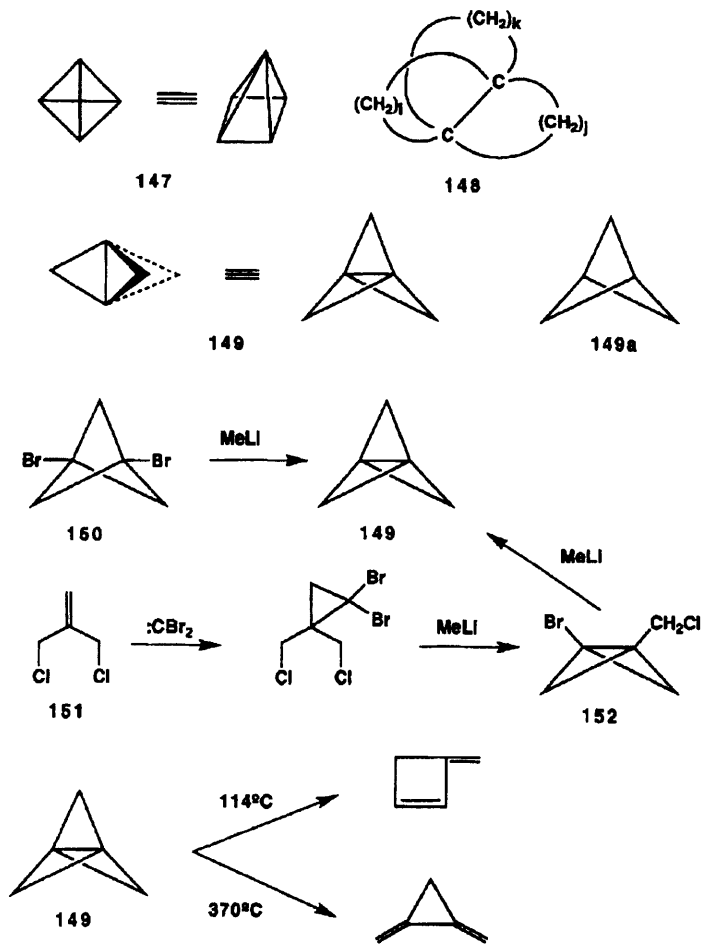 (CH₂)k
C
(CH₂)i
(CH₂)j
C
147
148
149
149a
Br
Br
MeLi
150
149
MeLi
Br
Br
:CBr₂
MeLi
Br
CH₂Cl
Cl
Cl
Cl
Cl
151
152
114ºC
149
370ºC